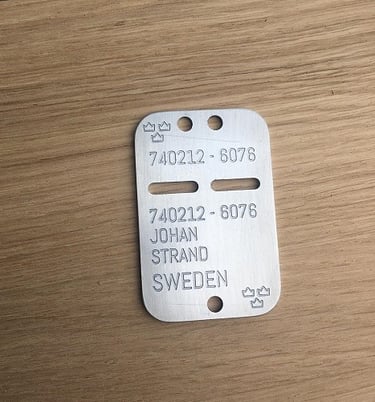 740212 - 6076
740212 - 6076
JOHAN
STRAND
SWEDEN